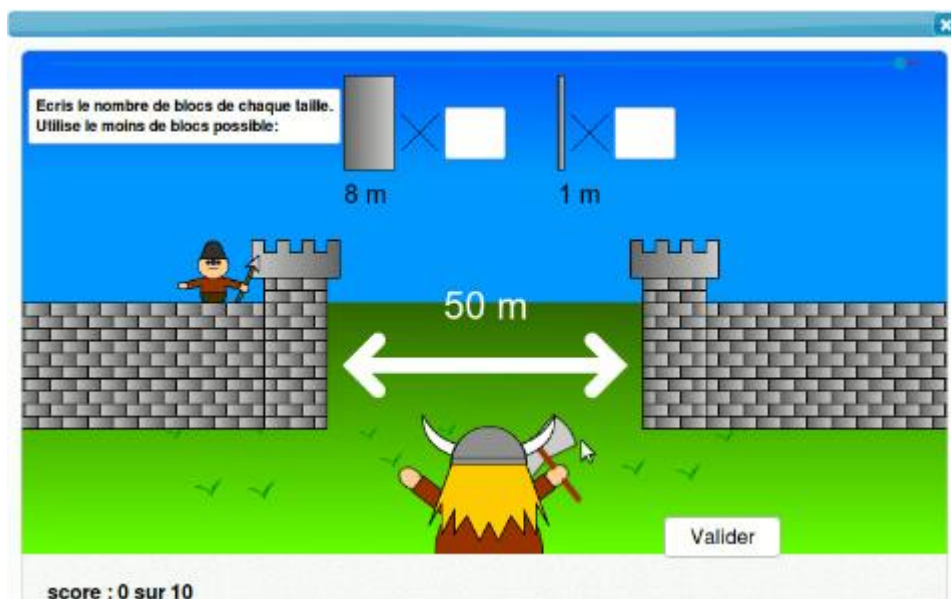 Ecris le nombre de blocs de chaque taille.
Utilise le moins de blocs possible:
8 m
1 m
50 m
Valider
score : 0 sur 10